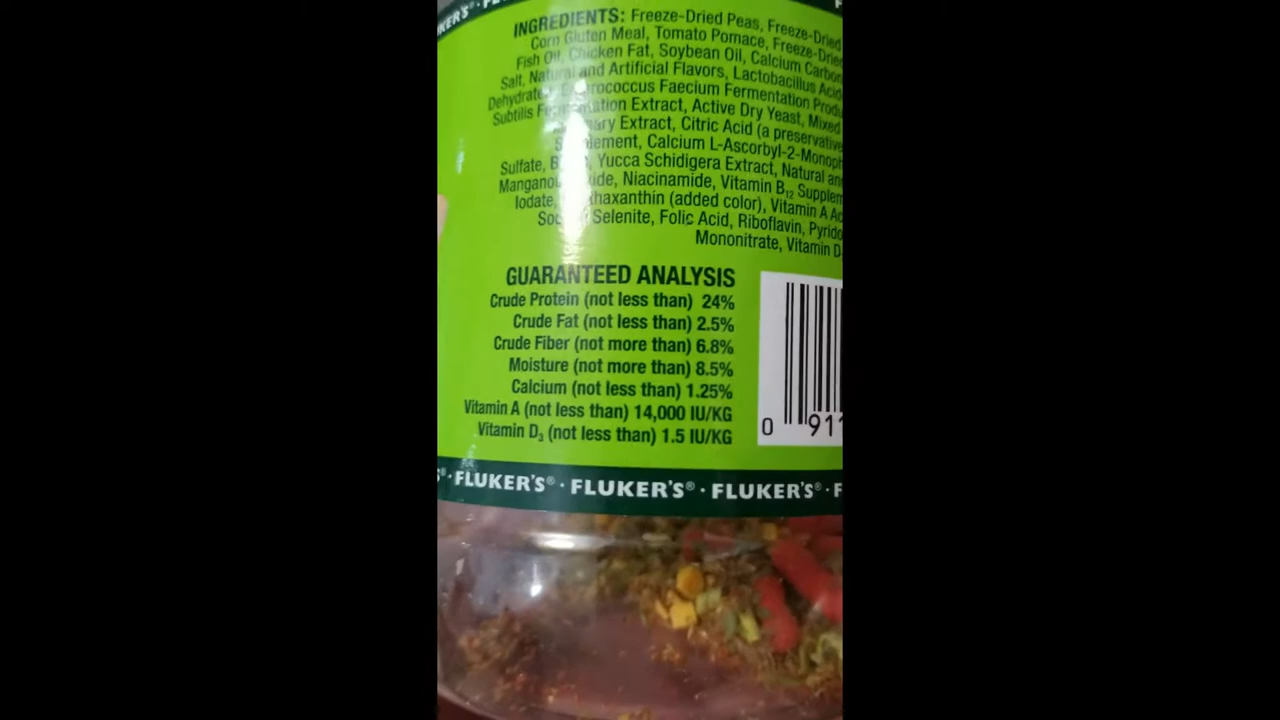 FLUKER'S
INGREDIENTS: Freeze-Dried Peas, Freeze-Dried
Corn Gluten Meal, Tomato Pomace, Freeze-Drie
Fish Oil, Chicken Fat, Soybean Oil, Calcium Carbon
Salt, Natural and Artificial Flavors, Lactobacillus Acid
Dehydrate Enterococcus Faecium Fermentation Produ
Subtilis Fermentation Extract, Active Dry Yeast, Mixed
Extract, Citric Acid (a preservative
Calcium L-Ascorbyl-2-Monoph
Sulfate, Yucca Schidigera Extract, Natural an
Niacinamide, Vitamin B12 Supplem
Iodate, (added color), Vitamin A Ac
Selenite, Folic Acid, Riboflavin, Pyrido
Mononitrate, Vitamin D
GUARANTEED ANALYSIS
Crude Protein (not less than) 24%
Crude Fat (not less than) 2.5%
Crude Fiber (not more than) 6.8%
Moisture (not more than) 8.5%
Calcium (not less than) 1.25%
Vitamin A (not less than) 14,000 IU/KG
Vitamin D3 (not less than) 1.5 IU/KG
0 911
S® · FLUKER'S® · FLUKER'S® · FLUKER'S® · F